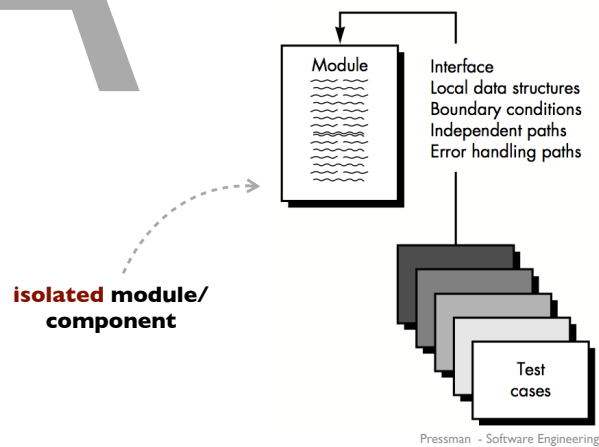 Module
Interface
Local data structures
Boundary conditions
Independent paths
Error handling paths
isolated module/
component
Test
cases
Pressman - Software Engineering